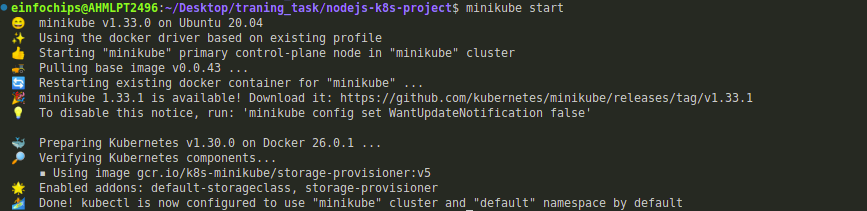 einfochips@AHMLPT2496:~/Desktop/traning_task/nodejs-k8s-project$ minikube start
😄 minikube v1.33.0 on Ubuntu 20.04
✨ Using the docker driver based on existing profile
👍 Starting "minikube" primary control-plane node in "minikube" cluster
🚜 Pulling base image v0.0.43 ...
🔄 Restarting existing docker container for "minikube" ...
🎉 minikube 1.33.1 is available! Download it: https://github.com/kubernetes/minikube/releases/tag/v1.33.1
💡 To disable this notice, run: 'minikube config set WantUpdateNotification false'
🐳 Preparing Kubernetes v1.30.0 on Docker 26.0.1 ...
🔎 Verifying Kubernetes components...
▪ Using image gcr.io/k8s-minikube/storage-provisioner:v5
🌟 Enabled addons: default-storageclass, storage-provisioner
🏄 Done! kubectl is now configured to use "minikube" cluster and "default" namespace by default